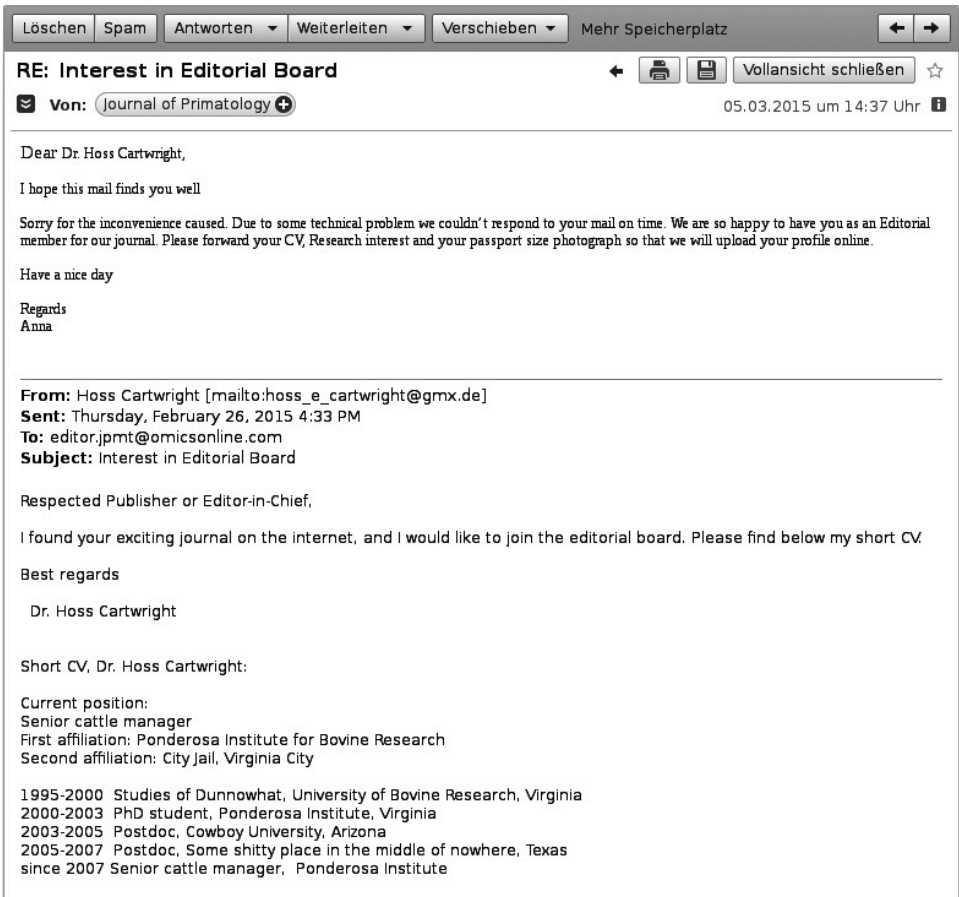 Löschen Spam Antworten Weiterleiten Verschieben Mehr Speicherplatz
RE: Interest in Editorial Board Vollansicht schließen
Von: Journal of Primatology 05.03.2015 um 14:37 Uhr
Dear Dr. Hoss Cartwright,
I hope this mail finds you well
Sorry for the inconvenience caused. Due to some technical problem we couldn't respond to your mail on time. We are so happy to have you as an Editorial
member for our journal. Please forward your CV, Research interest and your passport size photograph so that we will upload your profile online.
Have a nice day
Regards
Anna
From: Hoss Cartwright [mailto:hoss_e_cartwright@gmx.de]
Sent: Thursday, February 26, 2015 4:33 PM
To: editor.jpmt@omicsonline.com
Subject: Interest in Editorial Board
Respected Publisher or Editor-in-Chief,
I found your exciting journal on the internet, and I would like to join the editorial board. Please find below my short CV.
Best regards
Dr. Hoss Cartwright
Short CV, Dr. Hoss Cartwright:
Current position:
Senior cattle manager
First affiliation: Ponderosa Institute for Bovine Research
Second affiliation: City Jail, Virginia City
1995-2000 Studies of Dunnowhat, University of Bovine Research, Virginia
2000-2003 PhD student, Ponderosa Institute, Virginia
2003-2005 Postdoc, Cowboy University, Arizona
2005-2007 Postdoc, Some shitty place in the middle of nowhere, Texas
since 2007 Senior cattle manager, Ponderosa Institute